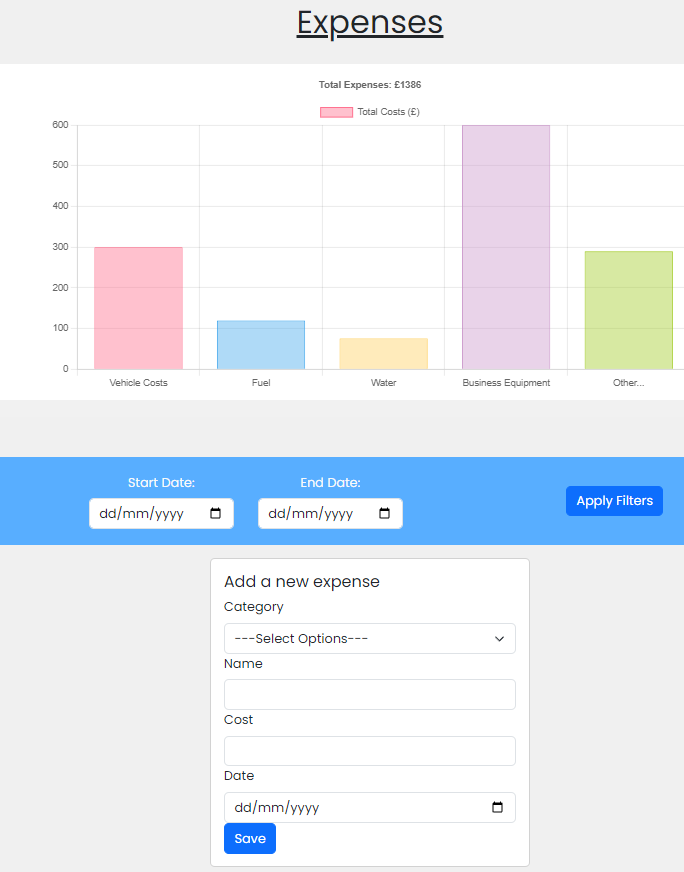 Expenses
Total Expenses: £1386
Total Costs (£)
600
500
400
300
200
100
0
Vehicle Costs Fuel Water Business Equipment Other...
Start Date: End Date:
dd/mm/yyyy dd/mm/yyyy Apply Filters
Add a new expense
Category
---Select Options---
Name
Cost
Date
dd/mm/yyyy
Save